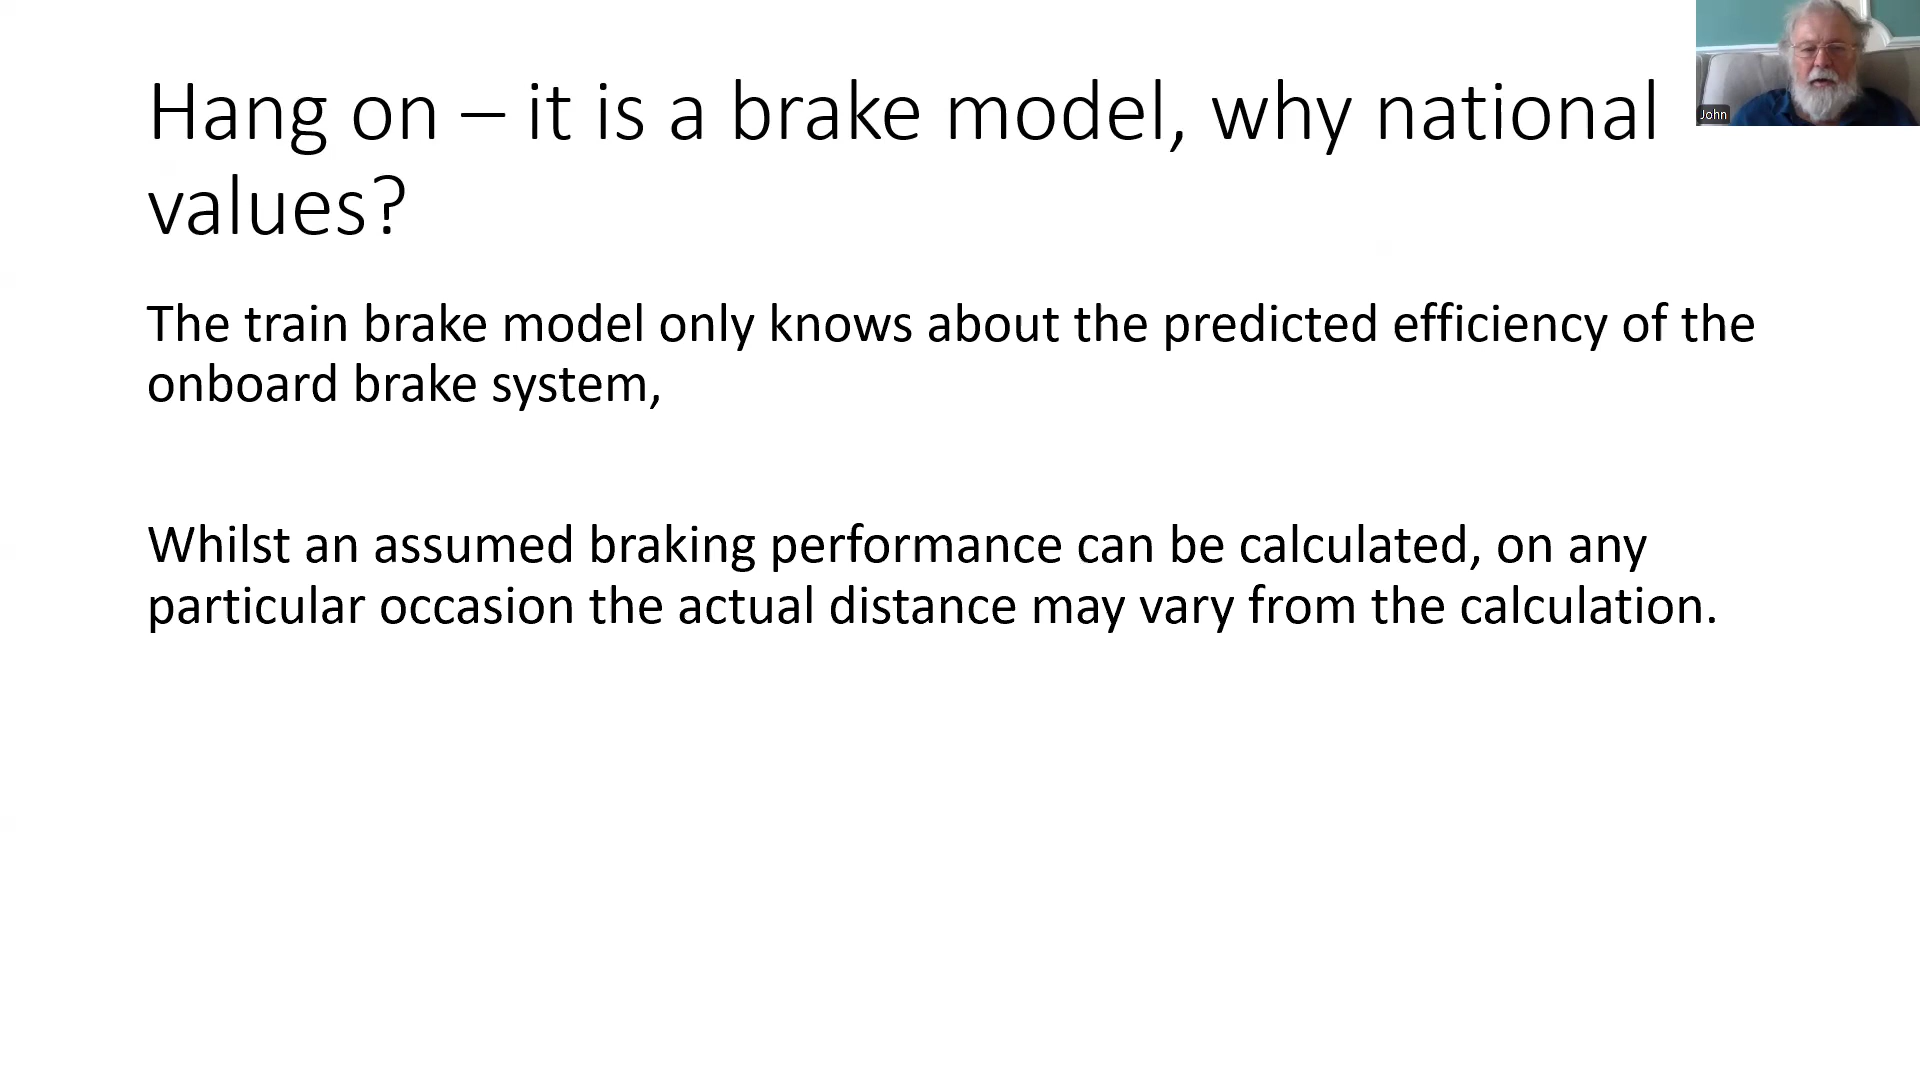 Hang on – it is a brake model, why national
values?
John
The train brake model only knows about the predicted efficiency of the
onboard brake system,
Whilst an assumed braking performance can be calculated, on any
particular occasion the actual distance may vary from the calculation.